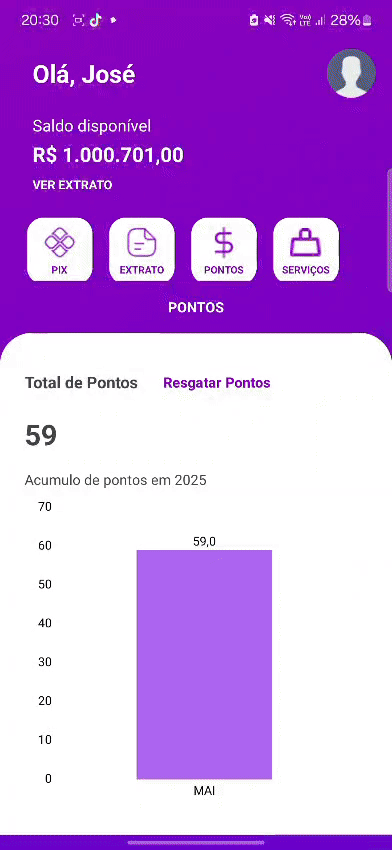 20:30 28%
Olá, José
Saldo disponível
R$ 1.000.701,00
VER EXTRATO
PIX EXTRATO PONTOS SERVIÇOS
PONTOS
Total de Pontos Resgatar Pontos
59
Acumulo de pontos em 2025
70
59,0
60
50
40
30
20
10
0
MAI